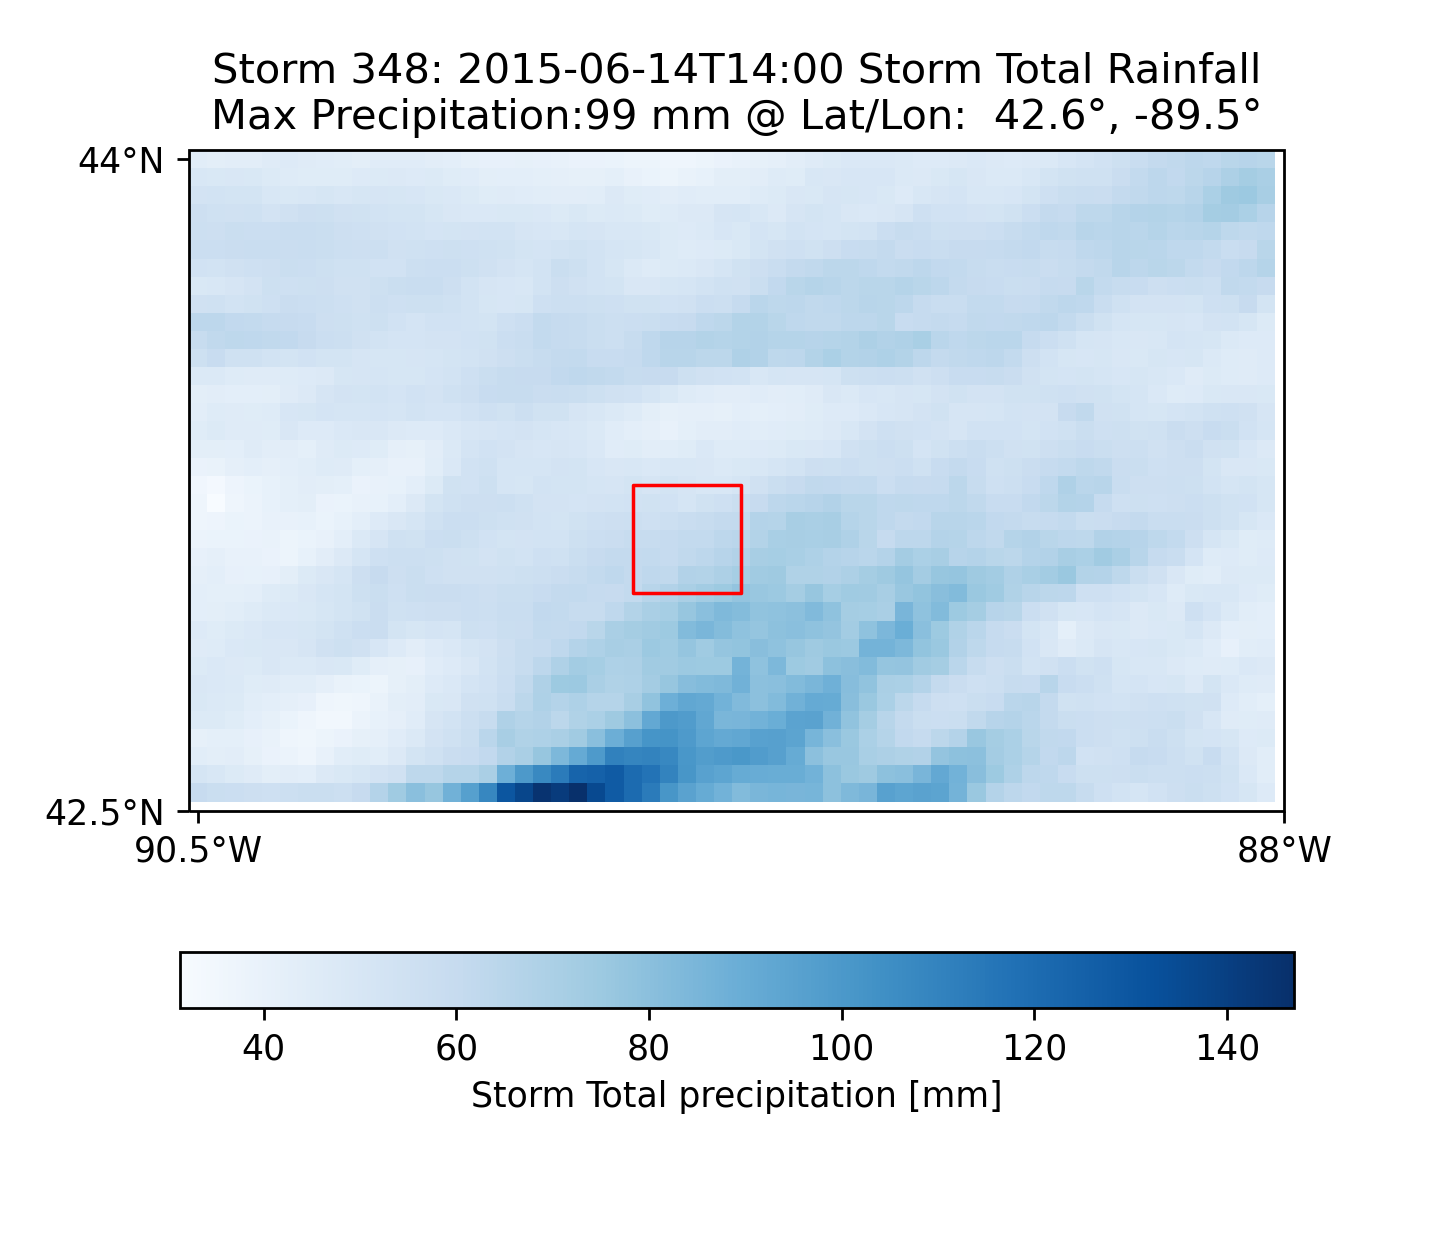 Storm 348: 2015-06-14T14:00 Storm Total Rainfall
Max Precipitation:99 mm @ Lat/Lon:  42.6°, -89.5°
44°N
42.5°N
90.5°W 88°W
40 60 80 100 120 140
Storm Total precipitation [mm]